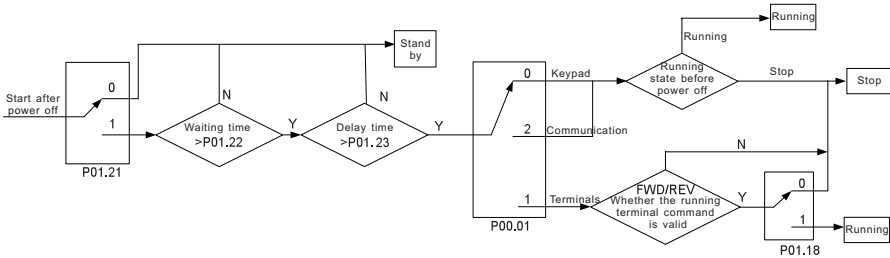 Start after
power off
0
1
P01.21
N
Waiting time
>P01.22
Y
N
Delay time
>P01.23
Y
Stand
by
0
Keypad
2
Communication
1
Terminals
P00.01
Running
Running
Running
state before
power off
Stop
Stop
N
FWD/REV
Whether the running
terminal command
is valid
Y
0
1
P01.18
Running